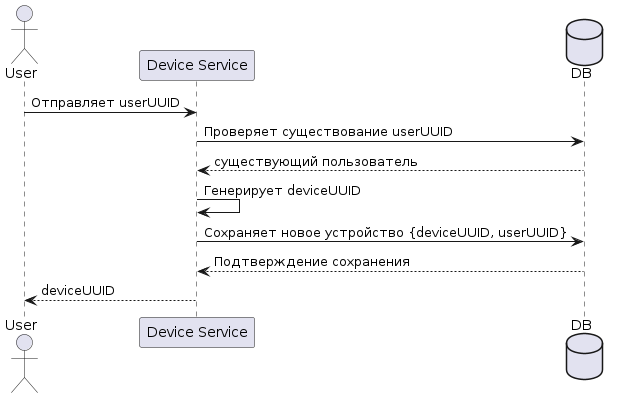 User
Device Service
DB
Отправляет userUUID
Проверяет существование userUUID
существующий пользователь
Генерирует deviceUUID
Сохраняет новое устройство {deviceUUID, userUUID}
Подтверждение сохранения
deviceUUID
User
Device Service
DB